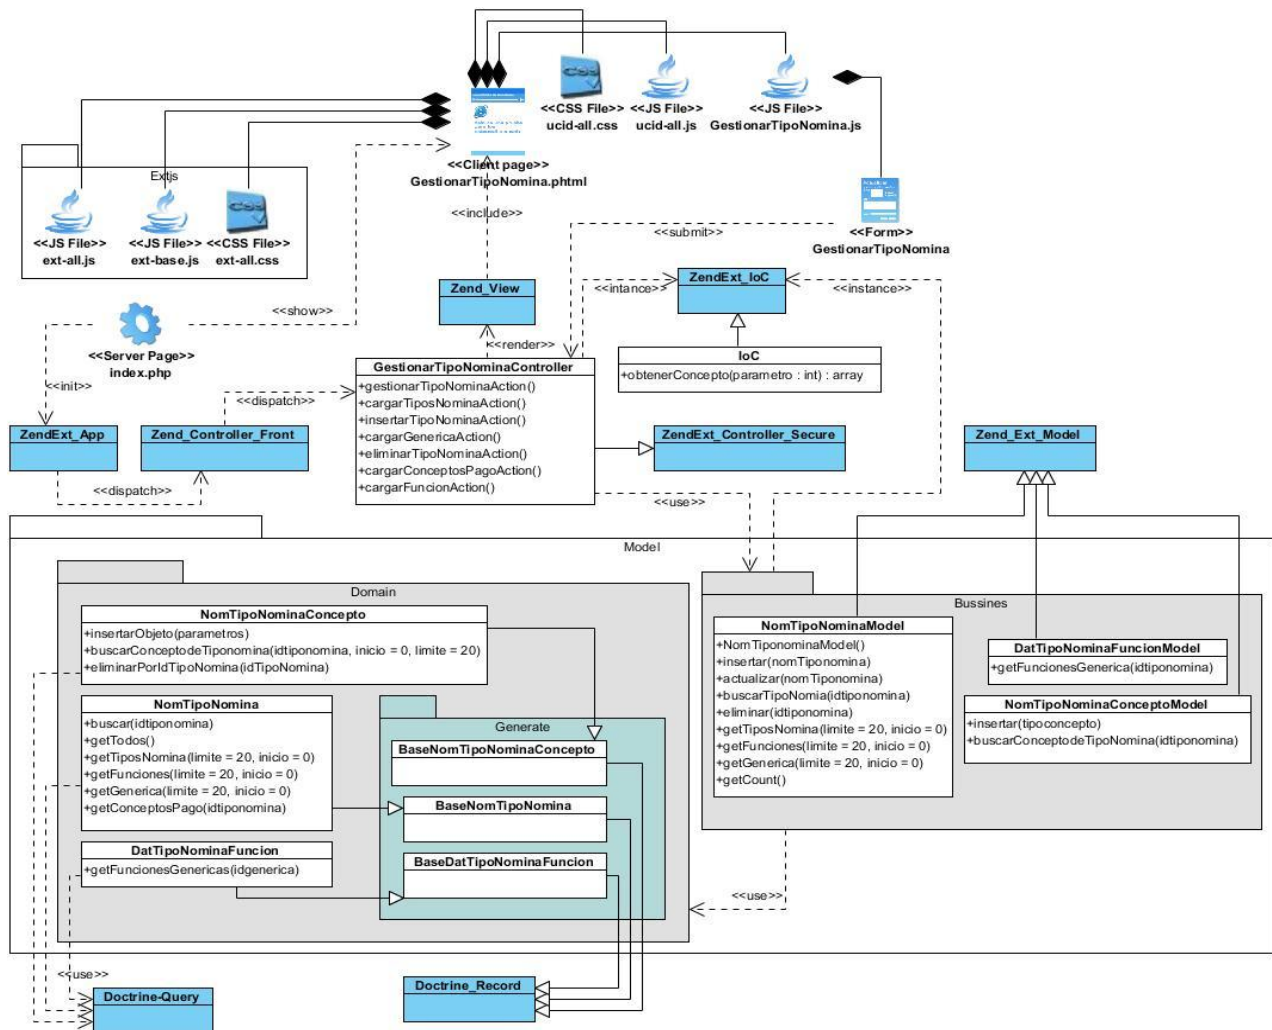 <<CSS File>>
ucid-all.css
<<JS File>>
ucid-all.js
<<JS File>>
GestionarTipoNomina.js
<<Client page>>
GestionarTipoNomina.phtml
Extjs
<<JS File>>
ext-all.js
<<JS File>>
ext-base.js
<<CSS File>>
ext-all.css
<<include>>
<<submit>>
<<Form>>
GestionarTipoNomina
Zend_View
<<intance>>
ZendExt_IoC
<<instance>>
<<show>>
<<Server Page>>
index.php
<<render>>
IoC
+obtenerConcepto(parametro : int) : array
<<init>>
<<dispatch>>
GestionarTipoNominaController
+gestionarTipoNominaAction()
+cargarTiposNominaAction()
+insertarTipoNominaAction()
+cargarGenericaAction()
+eliminarTipoNominaAction()
+cargarConceptosPagoAction()
+cargarFuncionAction()
ZendExt_App
Zend_Controller_Front
ZendExt_Controller_Secure
Zend_Ext_Model
<<dispatch>>
<<use>>
Model
Domain
NomTipoNominaConcepto
+insertarObjeto(parametros)
+buscarConceptodeTiponomina(idtiponomina, inicio = 0, limite = 20)
+eliminarPorIdTipoNomina(idTipoNomina)
NomTipoNomina
+buscar(idtiponomina)
+getTodos()
+getTiposNomina(limite = 20, inicio = 0)
+getFunciones(limite = 20, inicio = 0)
+getGenerica(limite = 20, inicio = 0)
+getConceptosPago(idtiponomina)
DatTipoNominaFuncion
+getFuncionesGenericas(idgenerica)
Generate
BaseNomTipoNominaConcepto
BaseNomTipoNomina
BaseDatTipoNominaFuncion
Bussines
NomTipoNominaModel
+NomTiponominaModel()
+insertar(nomTiponomina)
+actualizar(nomTiponomina)
+buscarTipoNomia(idtiponomina)
+eliminar(idtiponomina)
+getTiposNomina(limite = 20, inicio = 0)
+getFunciones(limite = 20, inicio = 0)
+getGenerica(limite = 20, inicio = 0)
+getCount()
DatTipoNominaFuncionModel
+getFuncionesGenerica(idtiponomina)
NomTipoNominaConceptoModel
+insertar(tipoconcepto)
+buscarConceptodeTipoNomina(idtiponomina)
<<use>>
<<use>>
Doctrine-Query
Doctrine_Record